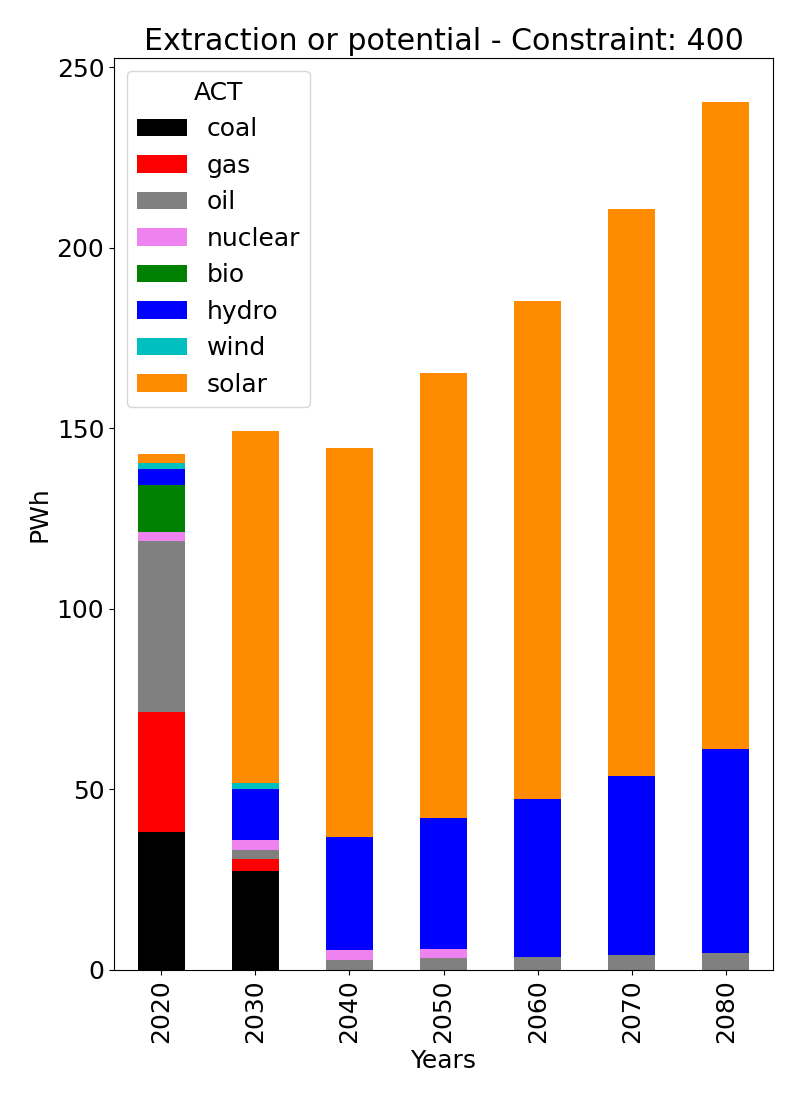 Extraction or potential - Constraint: 400
250
200
150
100
50
0
PWh
ACT
coal
gas
oil
nuclear
bio
hydro
wind
solar
2020
2030
2040
2050
2060
2070
2080
Years